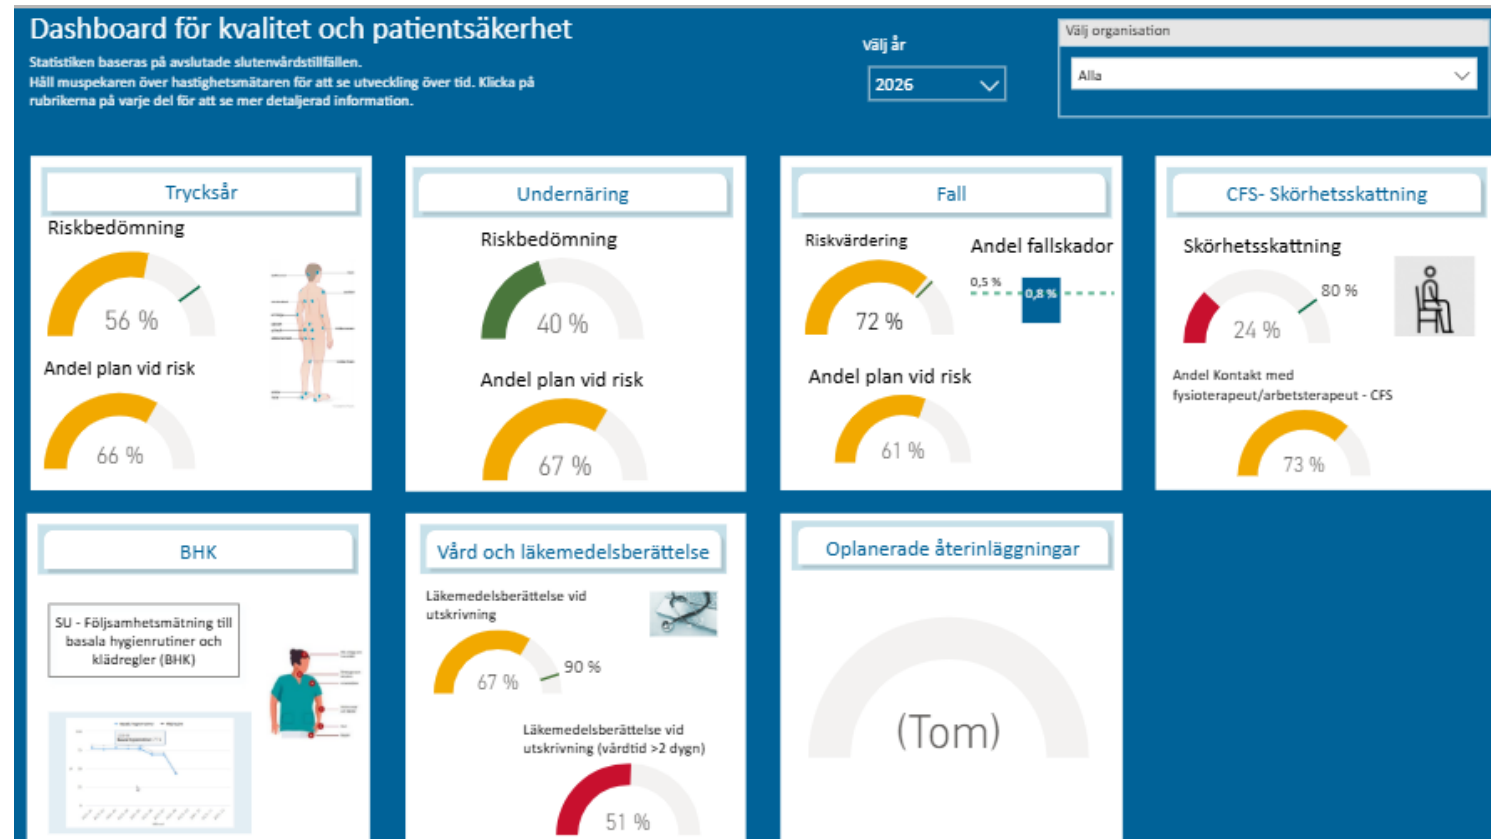 Dashboard för kvalitet och patientsäkerhet
Statistiken baseras på avslutade slutenvårdstillfällen.
Håll muspekaren över hastighetsmätaren för att se utveckling över tid. Klicka på
rubrikerna på varje del för att se mer detaljerad information.
Välj år
2026
Välj organisation
Alla
Trycksår
Riskbedömning
56 %
Andel plan vid risk
66 %
Undernäring
Riskbedömning
40 %
Andel plan vid risk
67 %
Fall
Riskvärdering
72 %
Andel fallskador
0,5 %
0,8 %
Andel plan vid risk
61 %
CFS- Skörhetsskattning
Skörhetsskattning
80 %
24 %
Andel Kontakt med
fysioterapeut/arbetsterapeut - CFS
73 %
BHK
SU - Följsamhetsmätning till
basala hygienrutiner och
klädregler (BHK)
Vård och läkemedelsberättelse
Läkemedelsberättelse vid
utskrivning
90 %
67 %
Läkemedelsberättelse vid
utskrivning (vårdtid >2 dygn)
51 %
Oplanerade återinläggningar
(Tom)